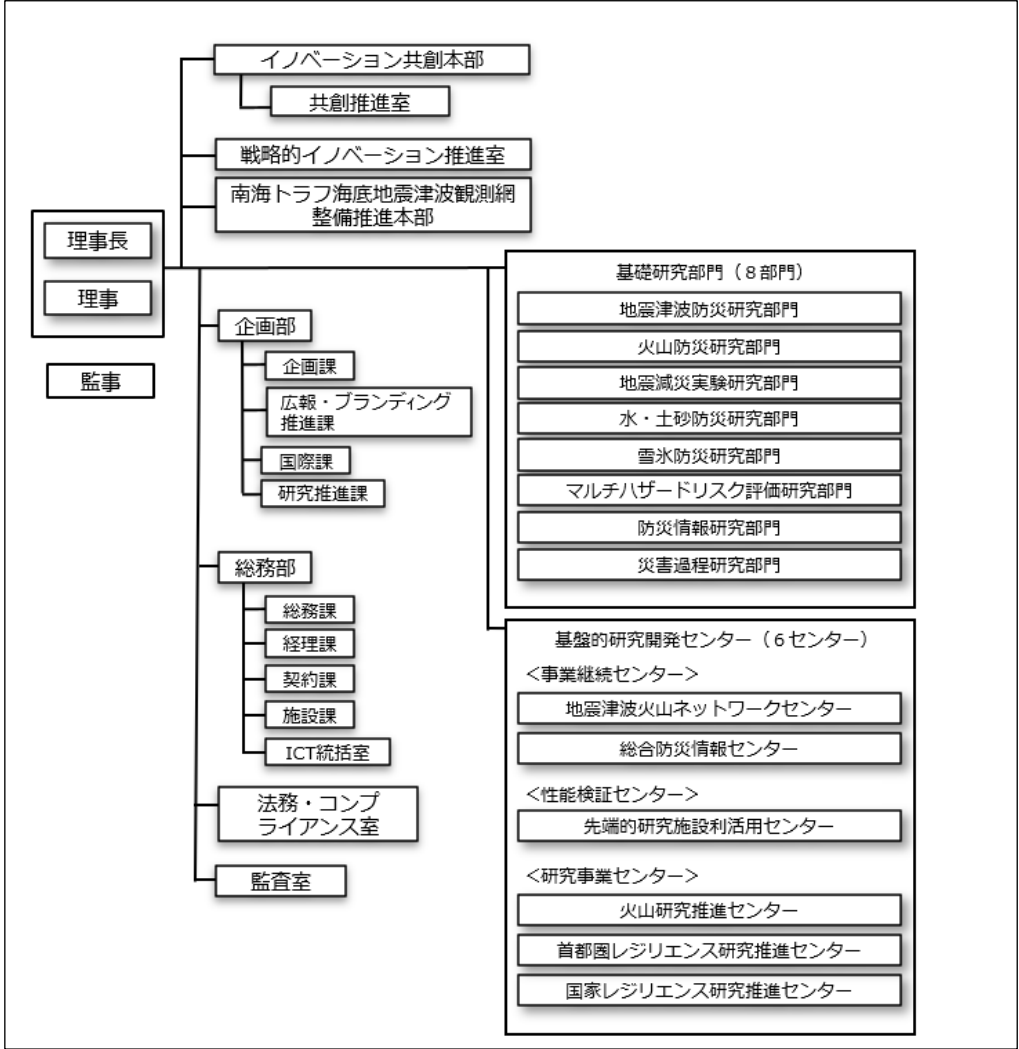 イノベーション共創本部
共創推進室
戦略的イノベーション推進室
南海トラフ海底地震津波観測網
整備推進本部
理事長
理事
監事
企画部
企画課
広報・ブランディング
推進課
国際課
研究推進課
総務部
総務課
経理課
契約課
施設課
ICT統括室
法務・コンプ
ライアンス室
監査室
基礎研究部門（８部門）
地震津波防災研究部門
火山防災研究部門
地震減災実験研究部門
水・土砂防災研究部門
雪氷防災研究部門
マルチハザードリスク評価研究部門
防災情報研究部門
災害過程研究部門
基盤的研究開発センター（６センター）
＜事業継続センター＞
地震津波火山ネットワークセンター
総合防災情報センター
＜性能検証センター＞
先端的研究施設利活用センター
＜研究事業センター＞
火山研究推進センター
首都圏レジリエンス研究推進センター
国家レジリエンス研究推進センター